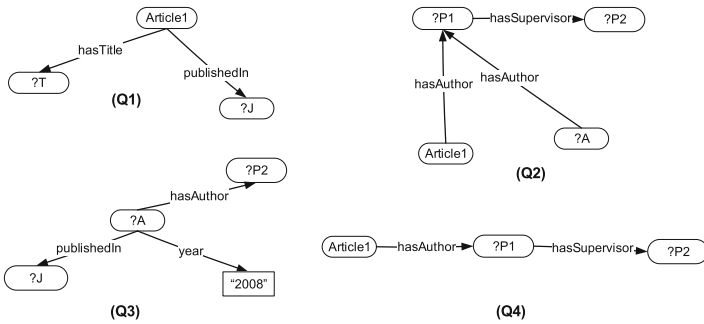 Article1
hasTitle
publishedIn
?T
?J
(Q1)
?P1
hasSupervisor
?P2
hasAuthor
hasAuthor
Article1
?A
(Q2)
?P2
hasAuthor
?A
publishedIn
year
?J
“2008”
(Q3)
Article1
hasAuthor
?P1
hasSupervisor
?P2
(Q4)